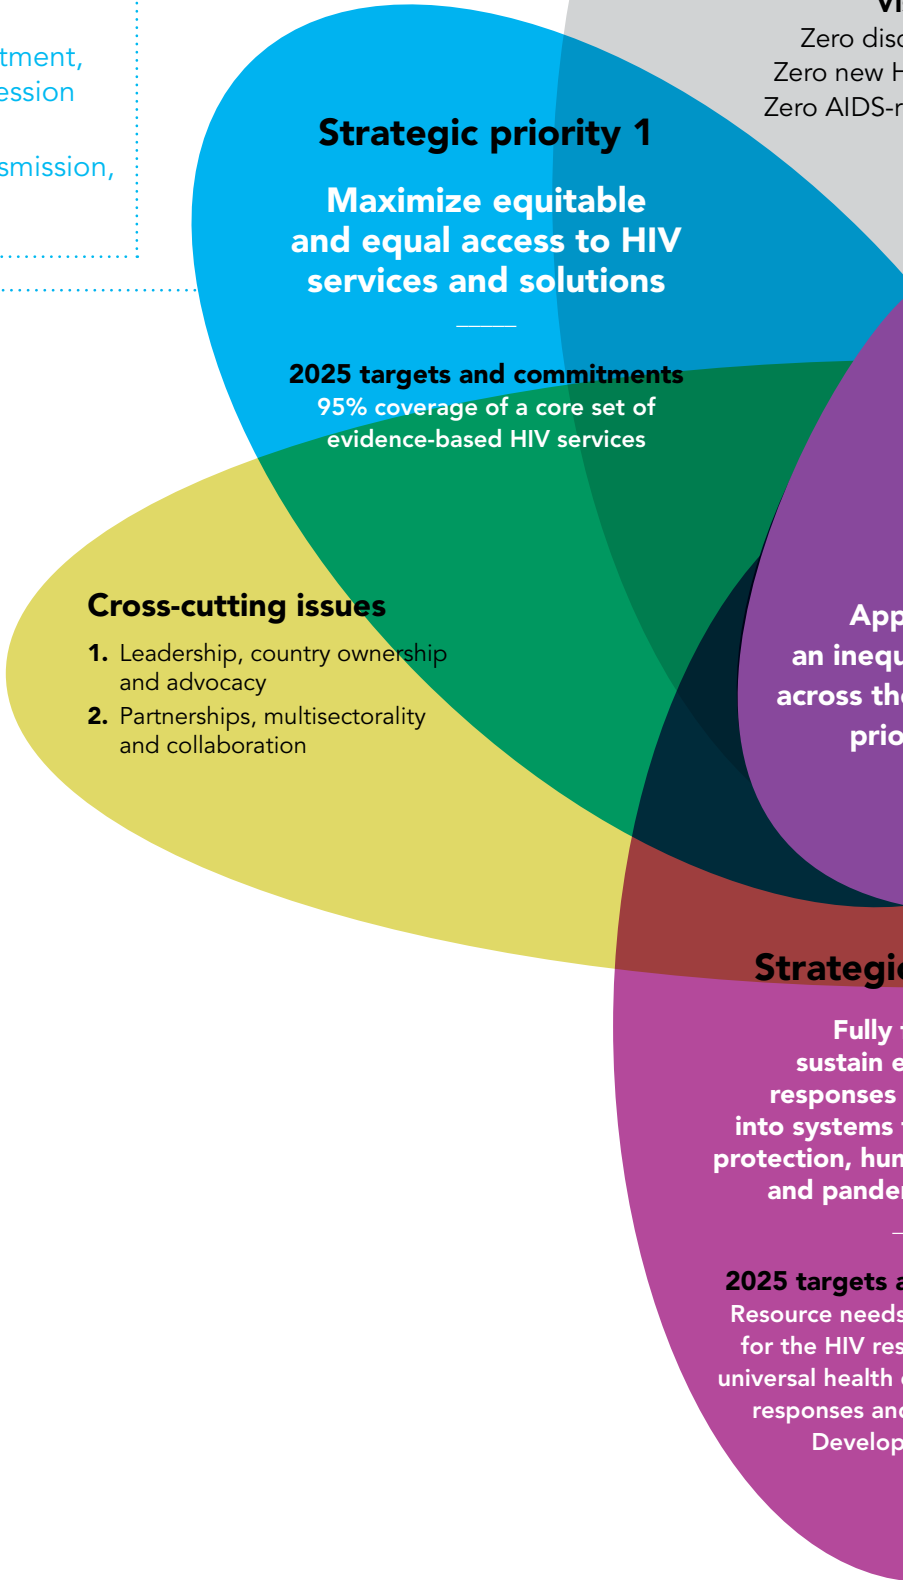 tment,
ession
smission,
Zero disc
Zero new H
Zero AIDS-r
Strategic priority 1
Maximize equitable
and equal access to HIV
services and solutions
2025 targets and commitments
95% coverage of a core set of
evidence-based HIV services
Cross-cutting issues
1. Leadership, country ownership
and advocacy
2. Partnerships, multisectorality
and collaboration
App
an inequ
across the
prio
Strategic
Fully
sustain e
responses
into systems
protection, hum
and pandem
2025 targets a
Resource needs
for the HIV res
universal health
responses and
Develop